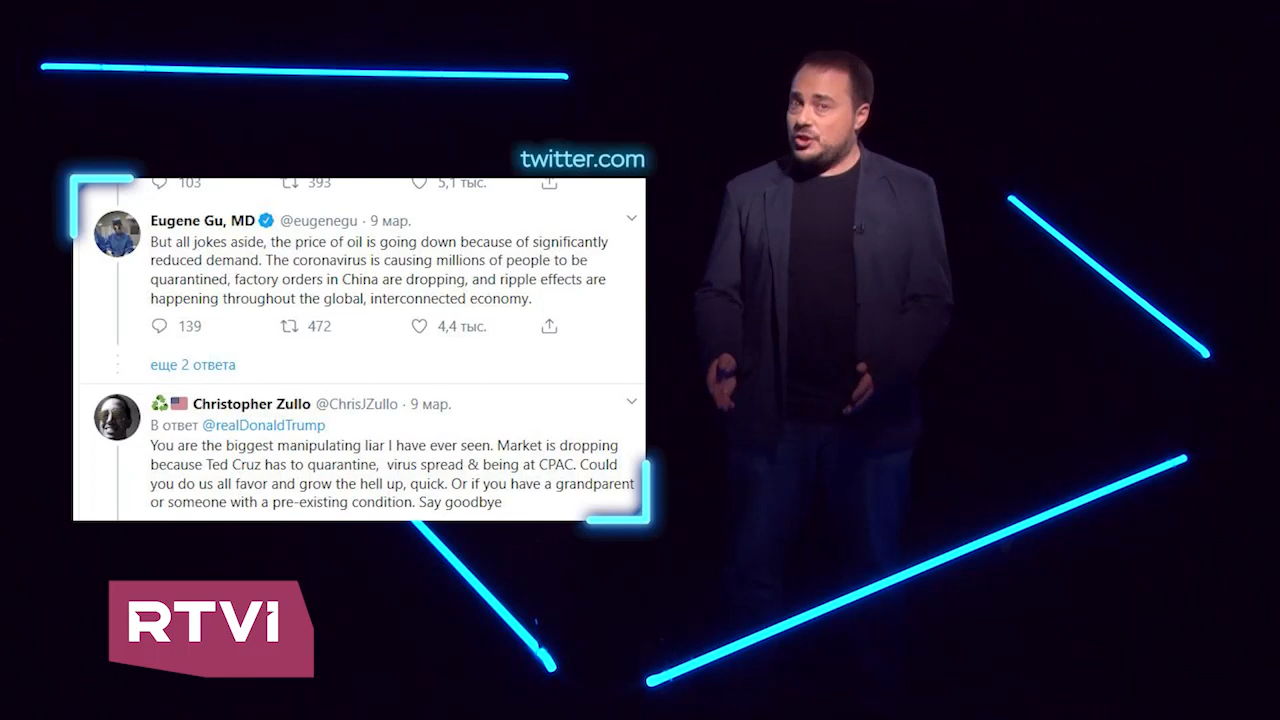 twitter.com
103 393 5,1 тыс.
Eugene Gu, MD @eugenegu · 9 мар.
But all jokes aside, the price of oil is going down because of significantly
reduced demand. The coronavirus is causing millions of people to be
quarantined, factory orders in China are dropping, and ripple effects are
happening throughout the global, interconnected economy.
139 472 4,4 тыс.
еще 2 ответа
Christopher Zullo @ChrisJZullo · 9 мар.
В ответ @realDonaldTrump
You are the biggest manipulating liar I have ever seen. Market is dropping
because Ted Cruz has to quarantine, virus spread & being at CPAC. Could
you do us all favor and grow the hell up, quick. Or if you have a grandparent
or someone with a pre-existing condition. Say goodbye
RTVI